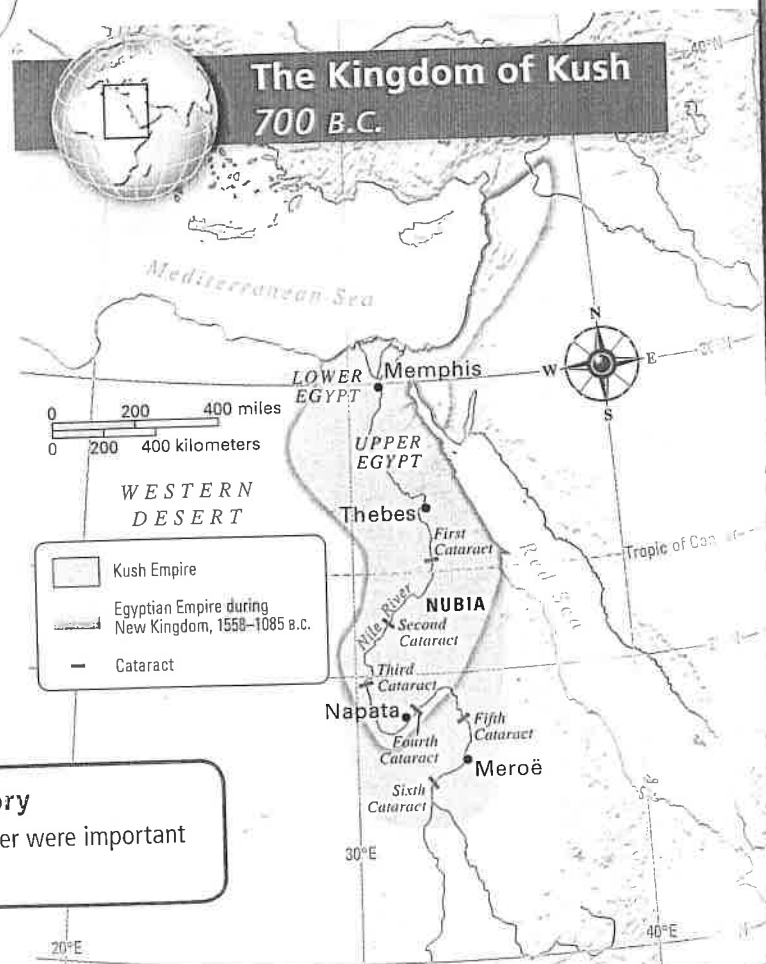 The Kingdom of Kush
700 B.C.
40°N
Mediterranean Sea
LOWER
EGYPT
Memphis
N
W
E
S
30°N
0 200 400 miles
0 200 400 kilometers
UPPER
EGYPT
WESTERN
DESERT
Thebes
First
Cataract
Red Sea
Tropic of
Kush Empire
Egyptian Empire during
New Kingdom, 1558–1085 B.C.
Cataract
Nile River
NUBIA
Second
Cataract
Third
Cataract
Napata
Fourth
Cataract
Fifth
Cataract
Meroë
Sixth
Cataract
ory
er were important
30°E
20°E
40°E
N